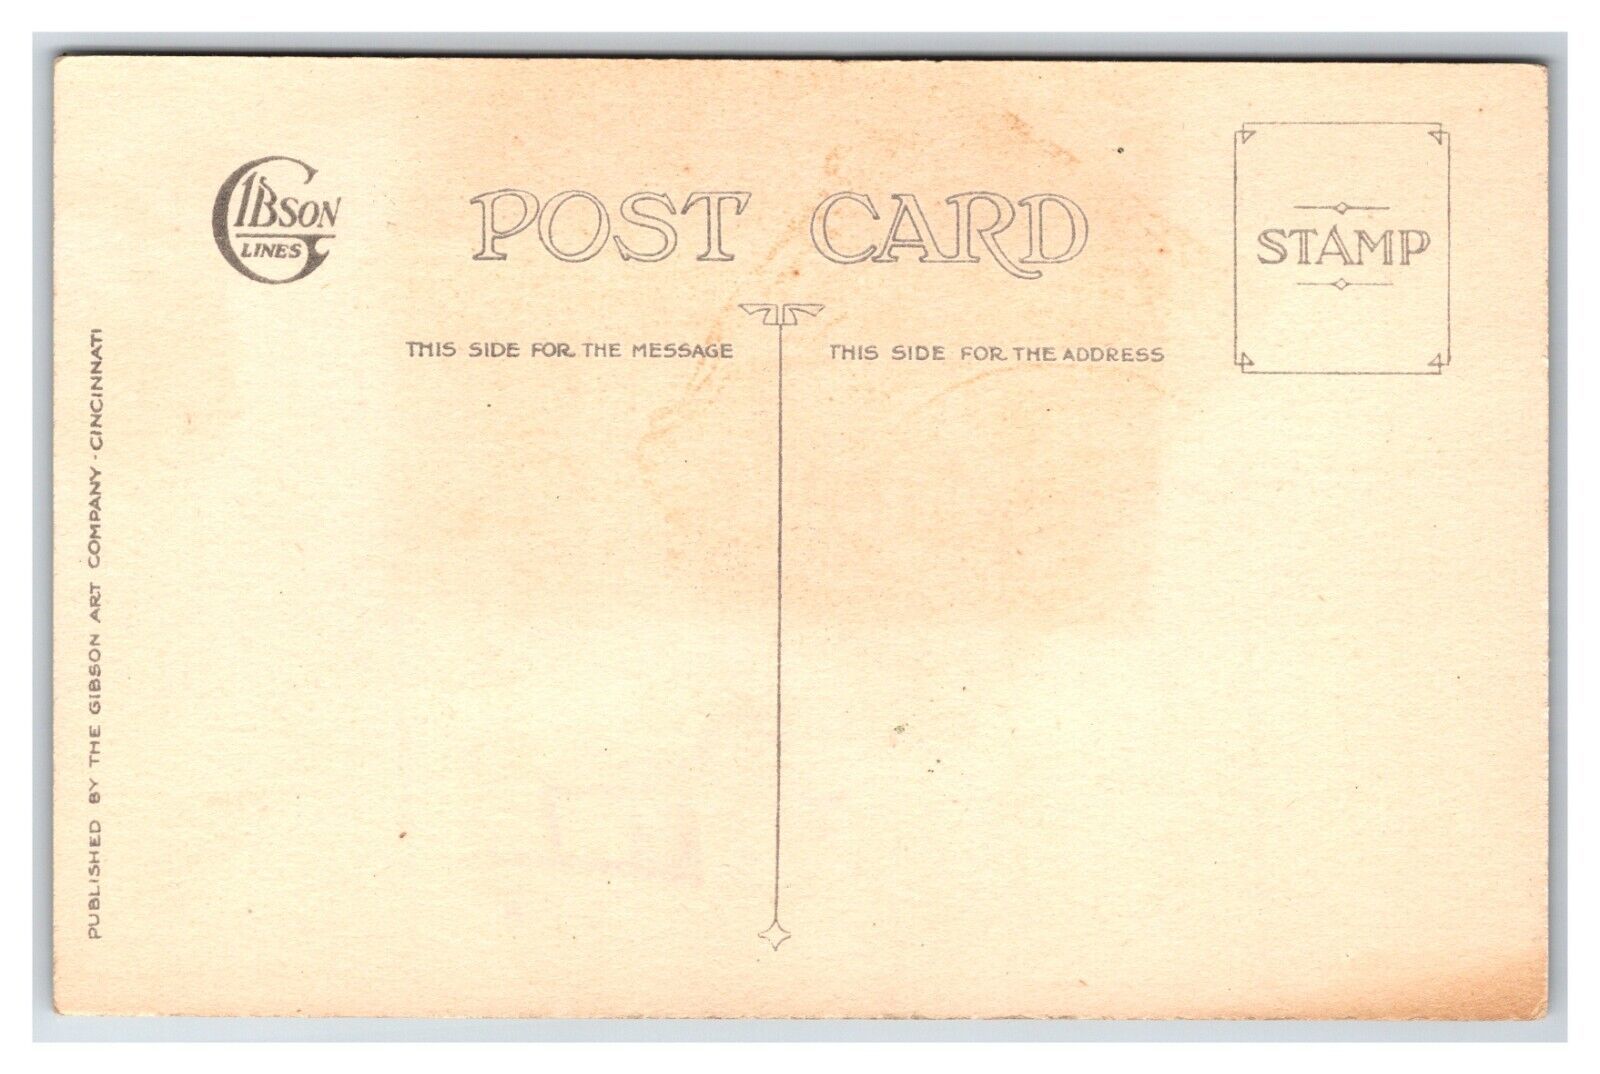 GIBSON
LINES
POST CARD
STAMP
THIS SIDE FOR THE MESSAGE
THIS SIDE FOR THE ADDRESS
PUBLISHED BY THE GIBSON ART COMPANY - CINCINNATI